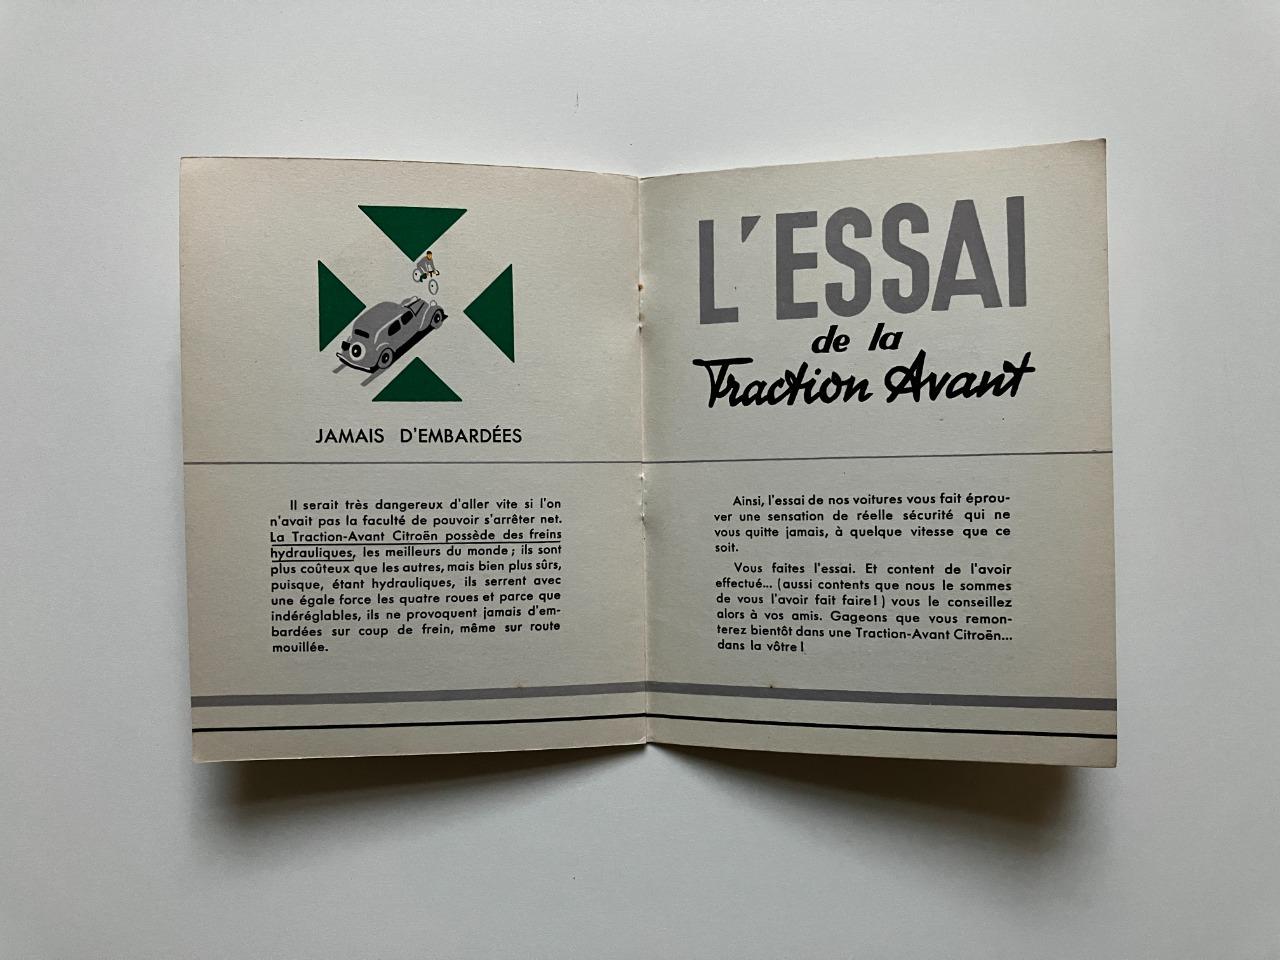 JAMAIS D'EMBARDÉES
Il serait très dangereux d'aller vite si l'on
n'avait pas la faculté de pouvoir s'arrêter net.
La Traction-Avant Citroën possède des freins
hydrauliques, les meilleurs du monde ; ils sont
plus coûteux que les autres, mais bien plus sûrs,
puisque, étant hydrauliques, ils serrent avec
une égale force les quatre roues et parce que
indéréglables, ils ne provoquent jamais d'em-
bardées sur coup de frein, même sur route
mouillée.
L'ESSAI
de la
Traction Avant
Ainsi, l'essai de nos voitures vous fait éprou-
ver une sensation de réelle sécurité qui ne
vous quitte jamais, à quelque vitesse que ce
soit.
Vous faites l'essai. Et content de l'avoir
effectué... (aussi contents que nous le sommes
de vous l'avoir fait faire !) vous le conseillez
alors à vos amis. Gageons que vous remon-
terez bientôt dans une Traction-Avant Citroën...
dans la vôtre !